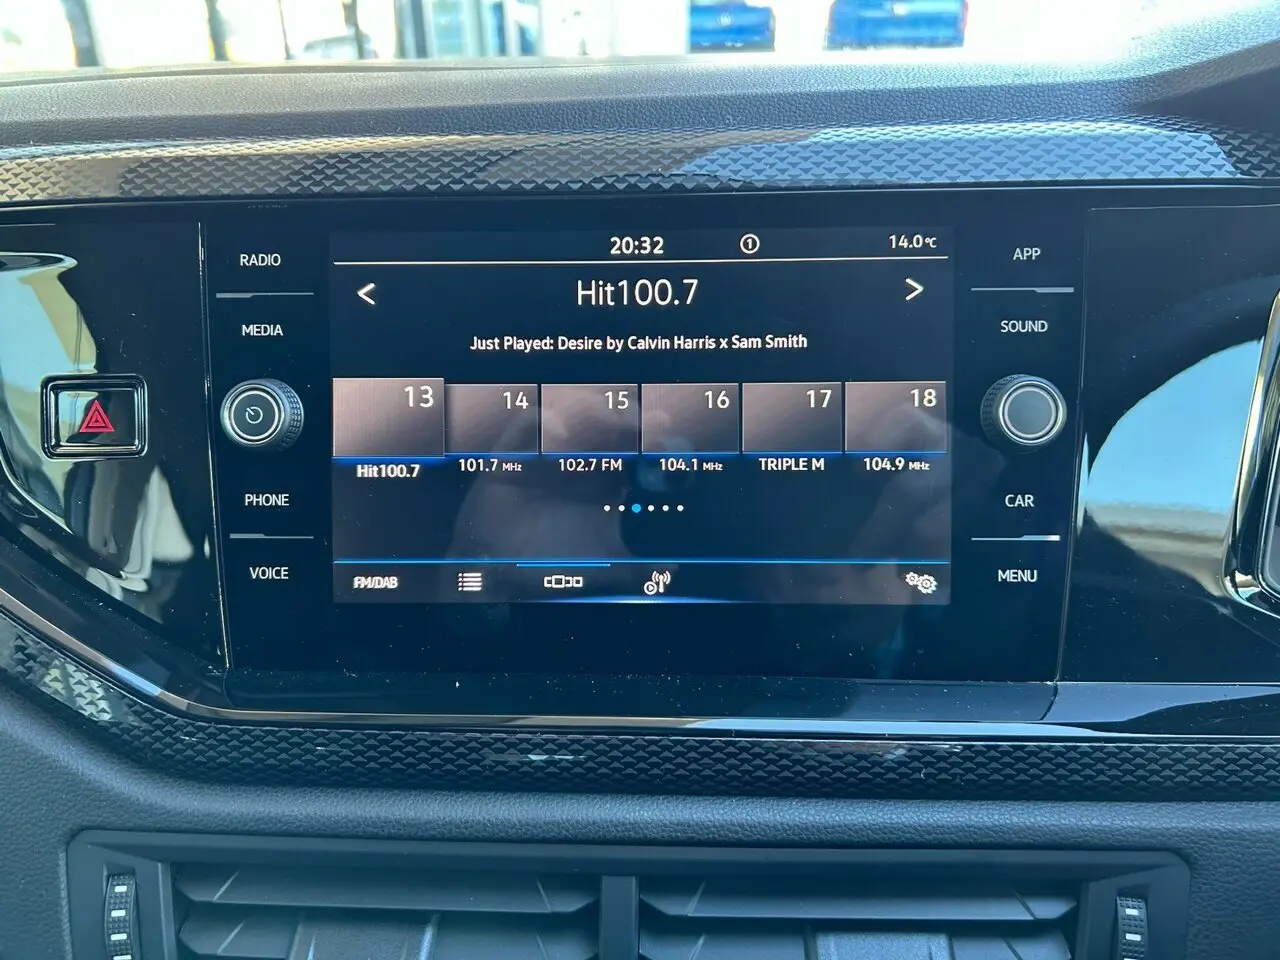 RADIO
MEDIA
PHONE
VOICE
20:32
1
14.0°C
<
Hit100.7
>
Just Played: Desire by Calvin Harris x Sam Smith
13 14 15 16 17 18
Hit100.7 101.7 MHz 102.7 FM 104.1 MHz TRIPLE M 104.9 MHz
FM/DAB
APP
SOUND
CAR
MENU